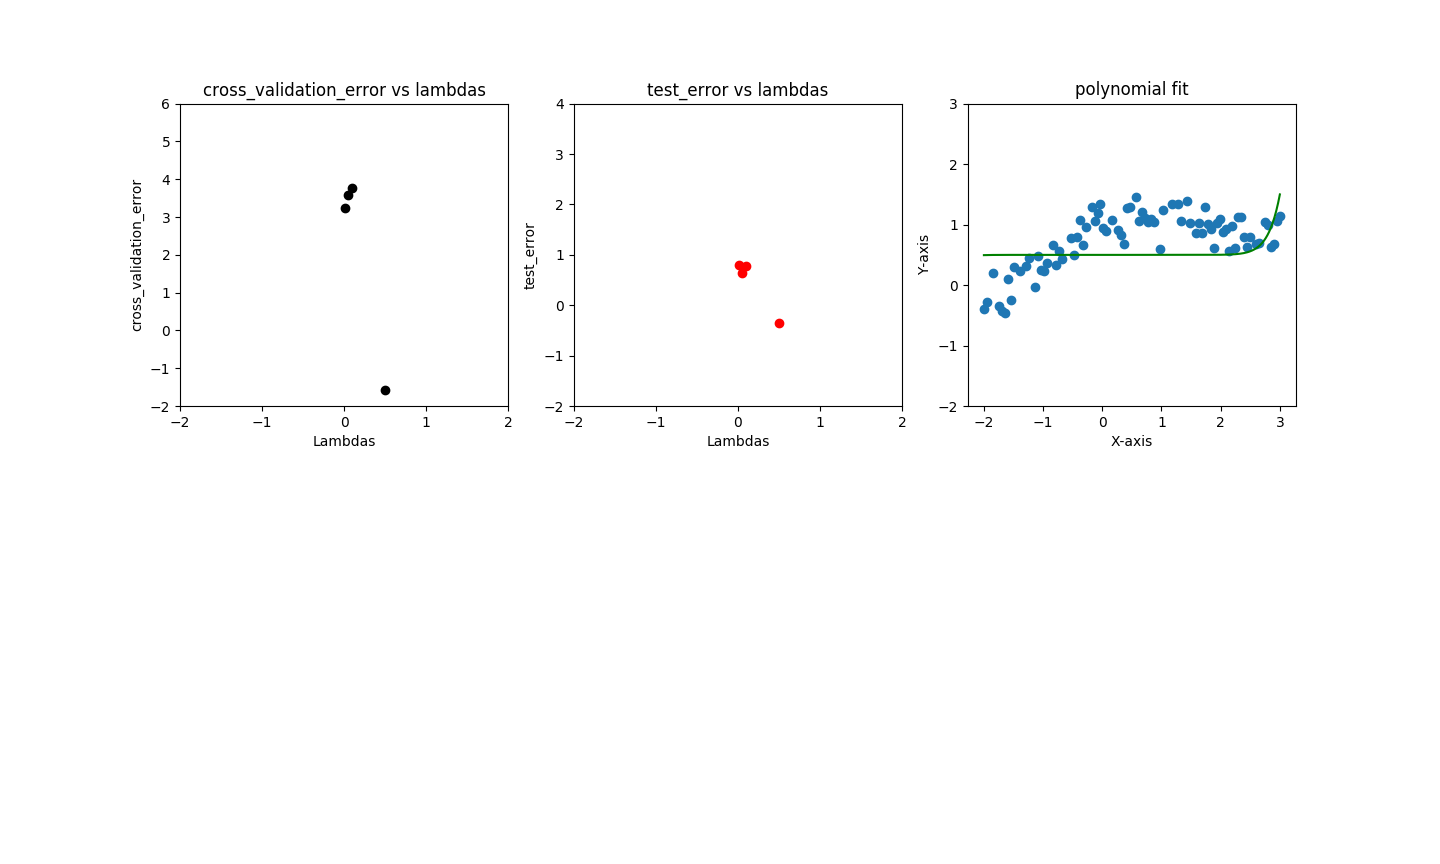 cross_validation_error vs lambdas
6
5
4
3
2
1
0
−1
−2
cross_validation_error
−2 −1 0 1 2
Lambdas
test_error vs lambdas
4
3
2
1
0
−1
−2
test_error
−2 −1 0 1 2
Lambdas
polynomial fit
3
2
1
0
−1
−2
Y-axis
−2 −1 0 1 2 3
X-axis